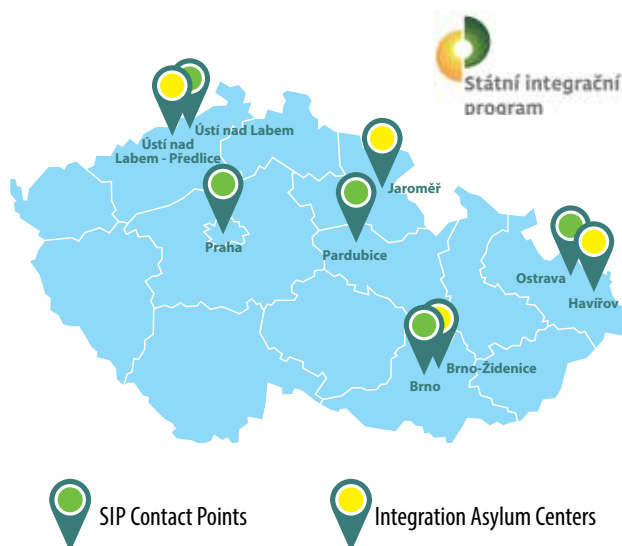 Státní integrační
program
Ústí nad Labem
Ústí nad
Labem - Předlice
Jaroměř
Praha
Pardubice
Ostrava
Havířov
Brno-Židenice
Brno
SIP Contact Points
Integration Asylum Centers